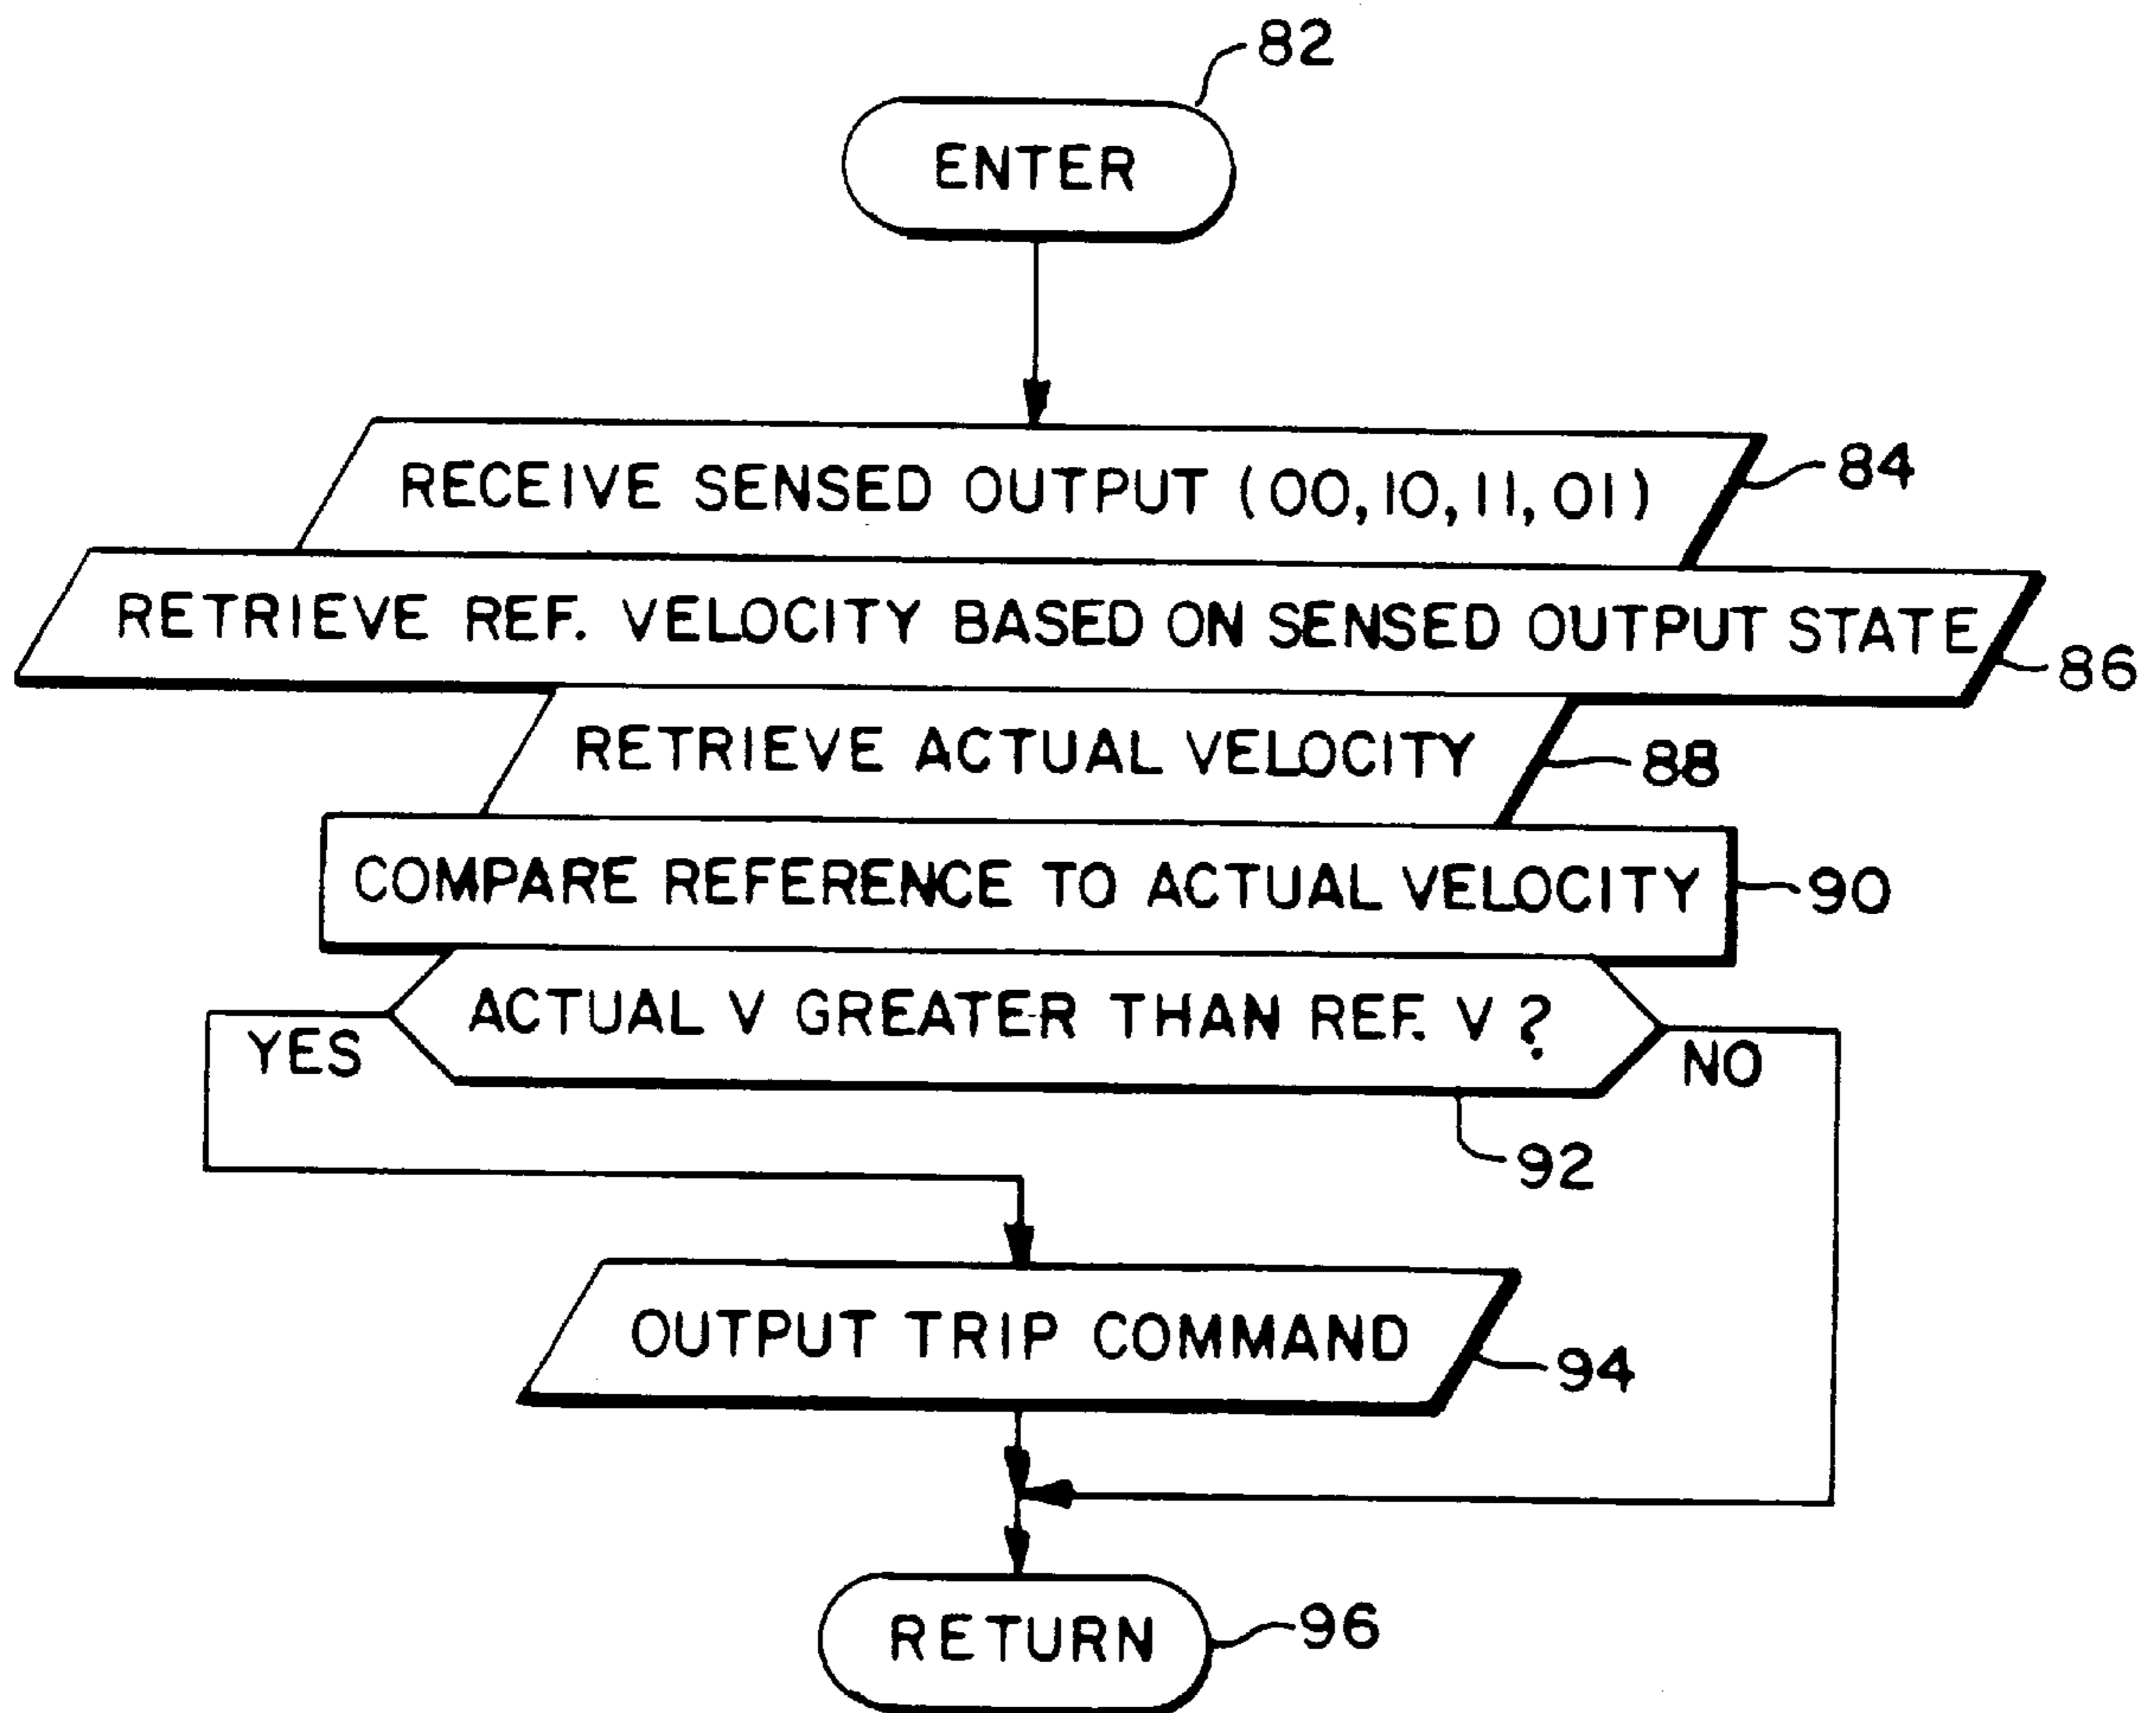 82
ENTER
RECEIVE SENSED OUTPUT (00,10,11,01)
84
RETRIEVE REF. VELOCITY BASED ON SENSED OUTPUT STATE
86
RETRIEVE ACTUAL VELOCITY
88
COMPARE REFERENCE TO ACTUAL VELOCITY
90
ACTUAL V GREATER THAN REF. V?
YES
NO
92
OUTPUT TRIP COMMAND
94
RETURN
96